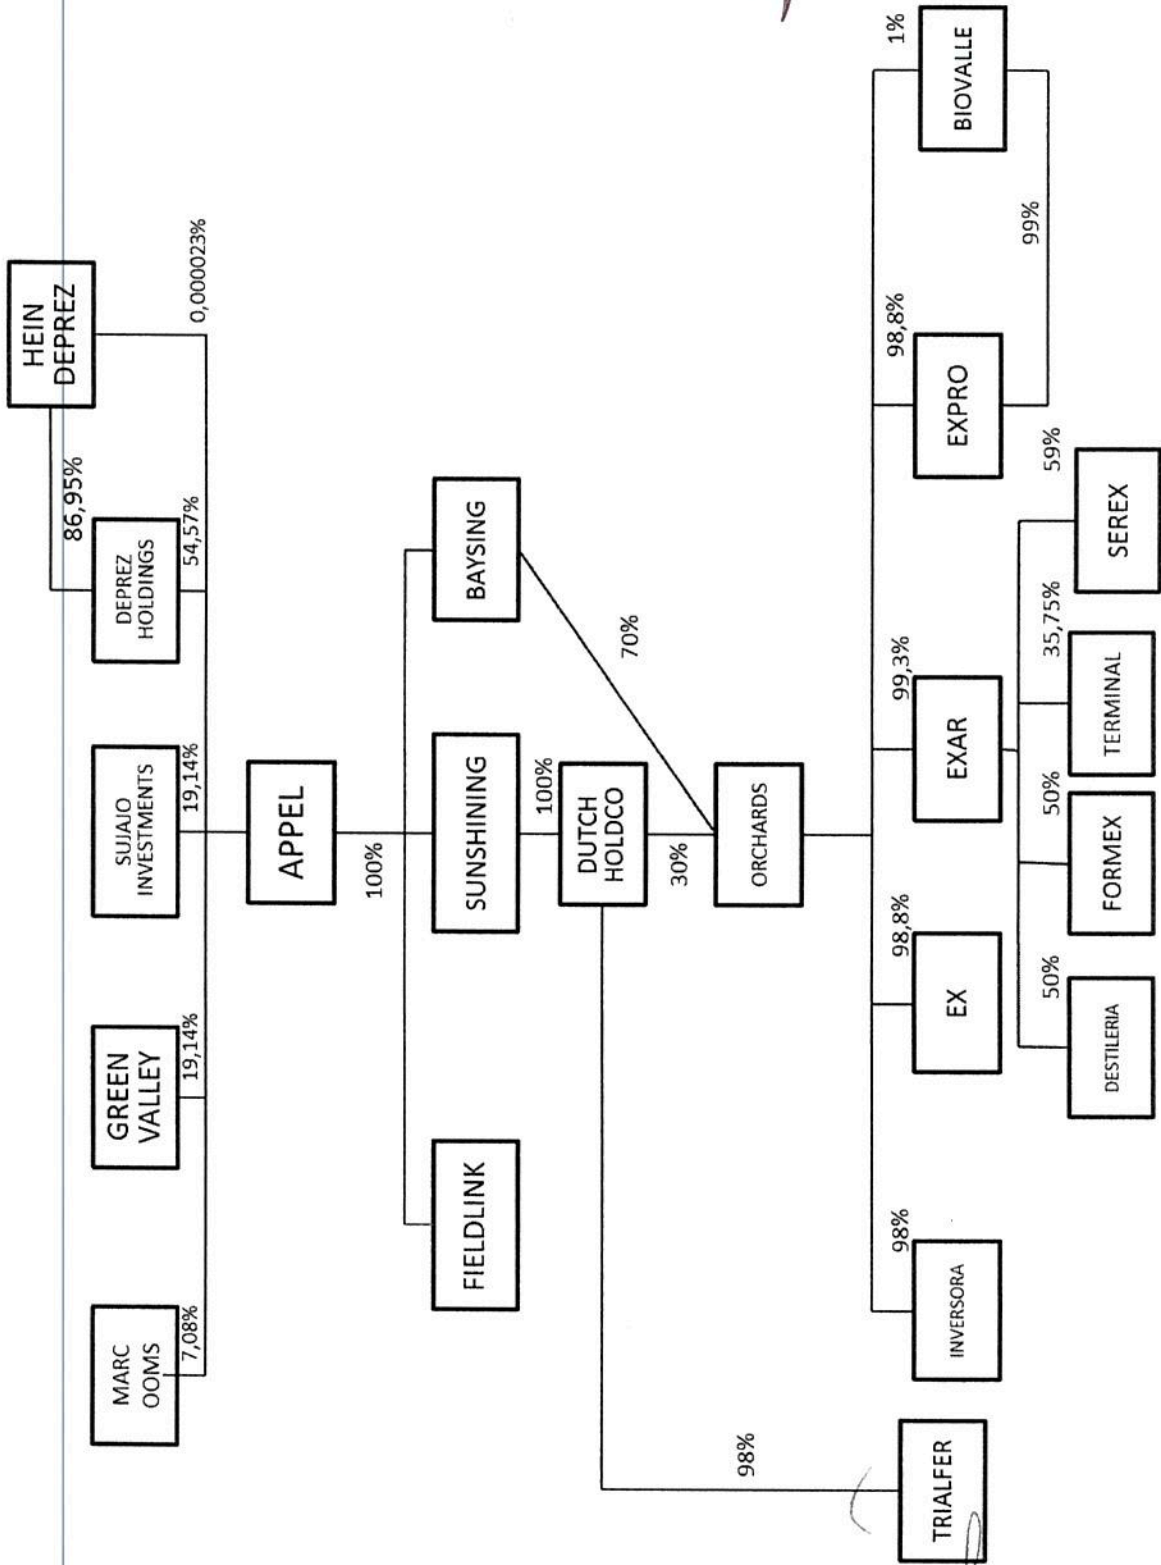 HEIN
DEPREZ
86,95%
0,000023%
MARC
OOMS
7,08%
GREEN
VALLEY
19,14%
SUJAJO
INVESTMENTS
19,14%
DEPREZ
HOLDINGS
54,57%
APPEL
100%
FIELDLINK
SUNSHINING
BAYSING
100%
70%
DUTCH
HOLDCO
30%
98%
ORCHARDS
TRIALFER
98%
INVERSORA
98,8%
EX
99,3%
EXAR
98,8%
EXPRO
1%
BIOVALLE
99%
50%
DESTILERIA
50%
FORMEX
35,75%
TERMINAL
59%
SEREX